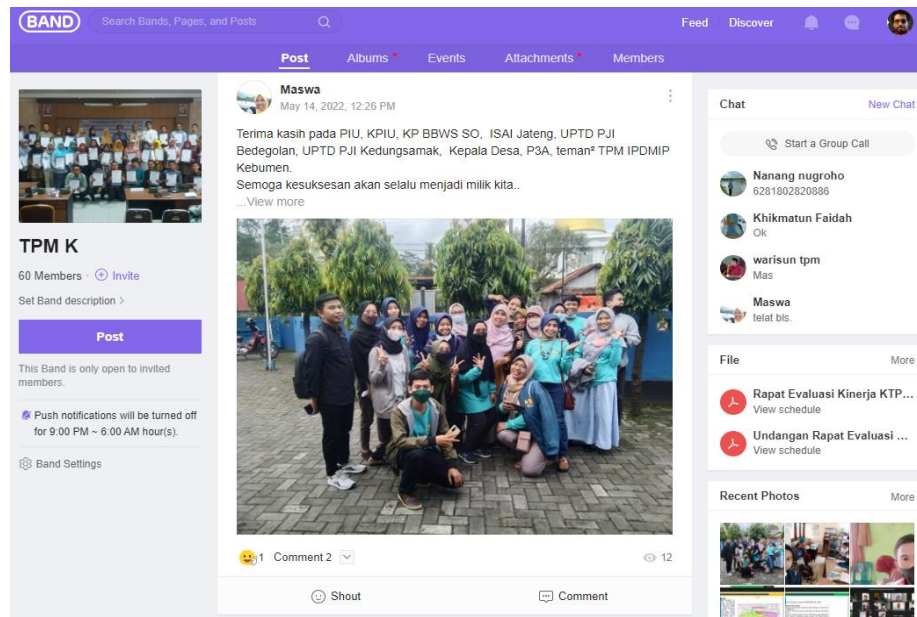 BAND
Search Bands, Pages, and Posts
Feed
Discover
Post
Albums
Events
Attachments
Members
TPM K
60 Members · Invite
Set Band description >
Post
This Band is only open to invited
members.
Push notifications will be turned off
for 9:00 PM ~ 6:00 AM hour(s).
Band Settings
Maswa
May 14, 2022, 12:26 PM
Terima kasih pada PIU, KPIU, KP BBWS SO, ISAI Jateng, UPTD PJI
Bedegolan, UPTD PJI Kedungsamak, Kepala Desa, P3A, teman² TPM IPDMIP
Kebumen.
Semoga kesuksesan akan selalu menjadi milik kita..
...View more
1 Comment 2
12
Shout
Comment
Chat
New Chat
Start a Group Call
Nanang nugroho
6281802820886
Khikmatun Faidah
Ok
warisun tpm
Mas
Maswa
telat bls.
File
More
Rapat Evaluasi Kinerja KTP...
View schedule
Undangan Rapat Evaluasi ...
View schedule
Recent Photos
More